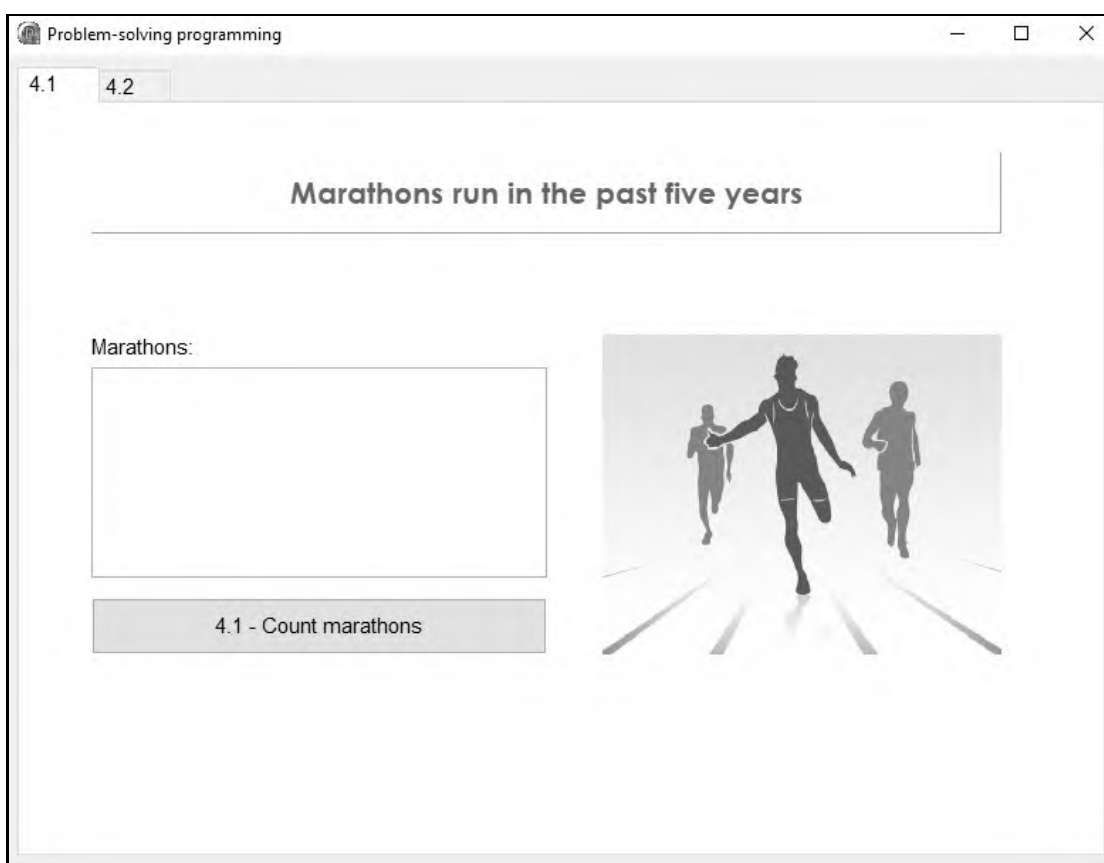 Problem-solving programming
4.1 4.2
Marathons run in the past five years
Marathons:
4.1 - Count marathons